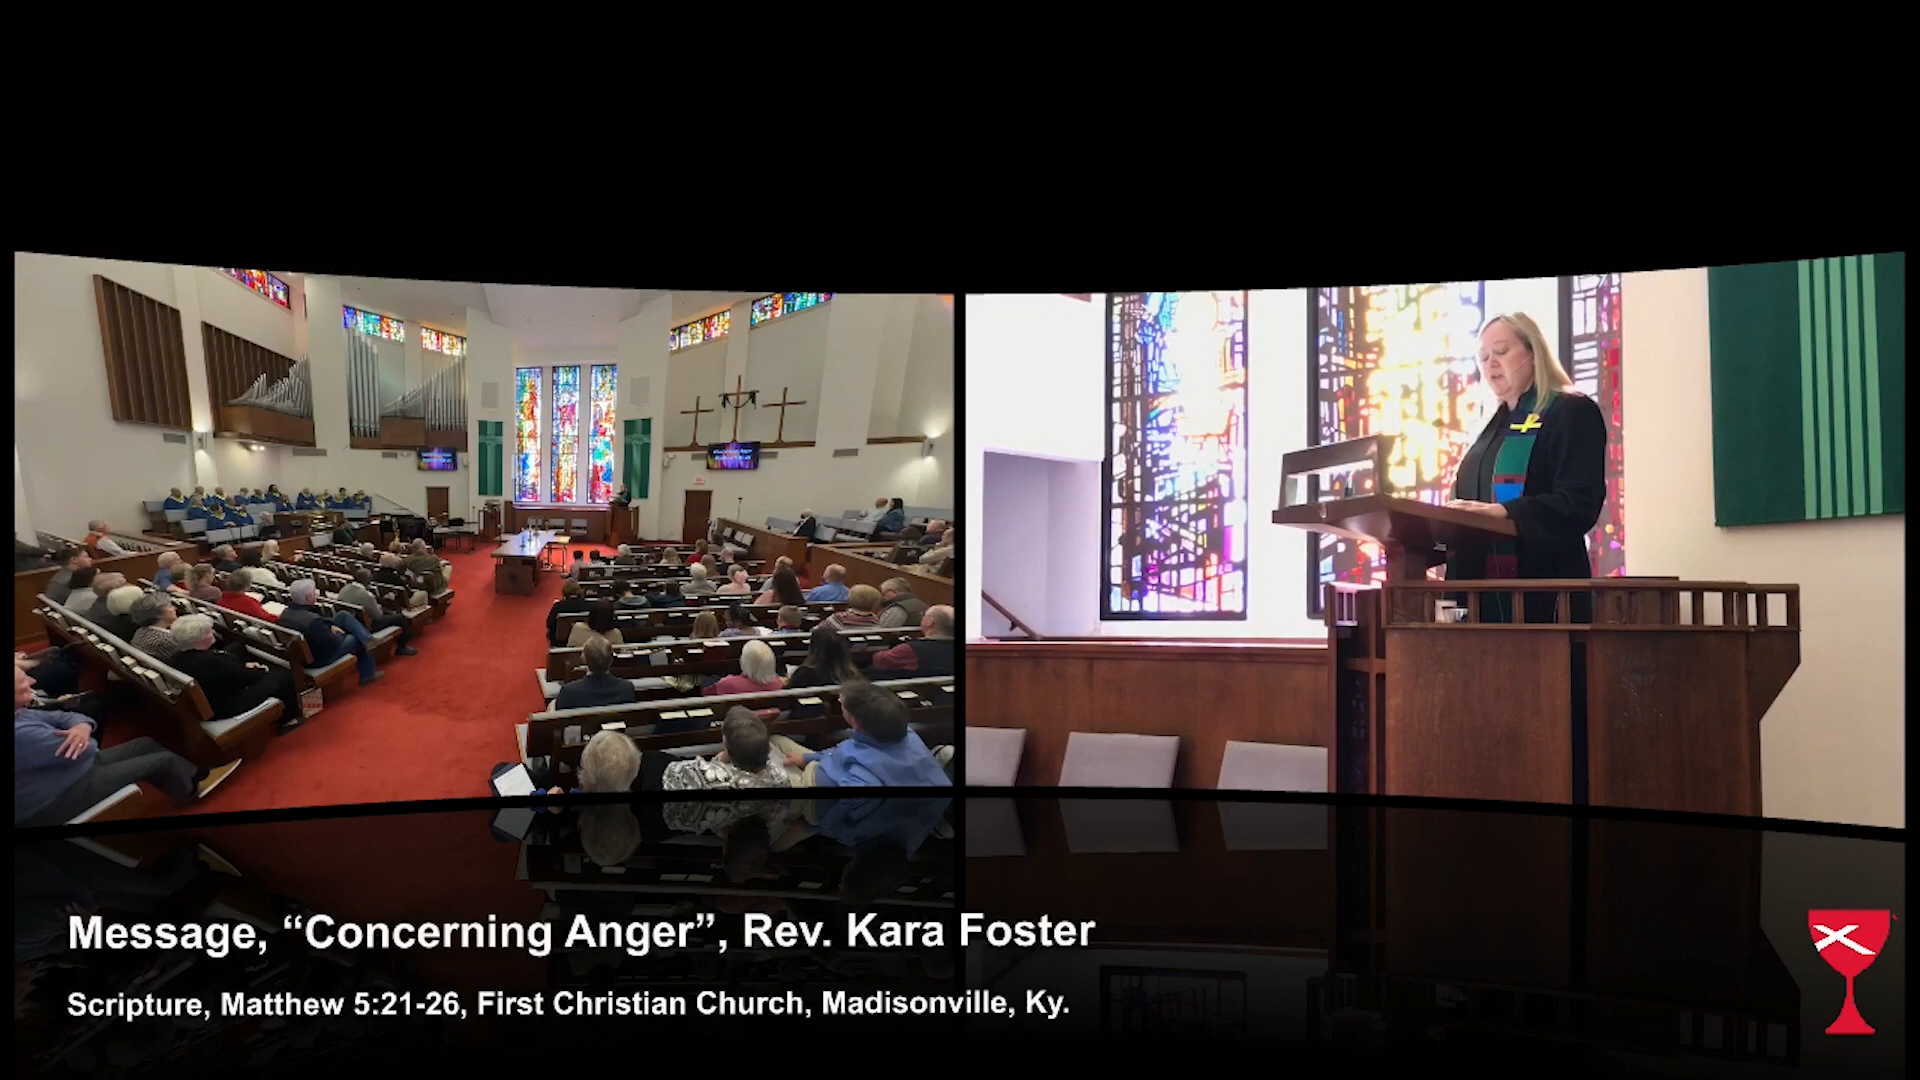 Message, “Concerning Anger”, Rev. Kara Foster
Scripture, Matthew 5:21-26, First Christian Church, Madisonville, Ky.